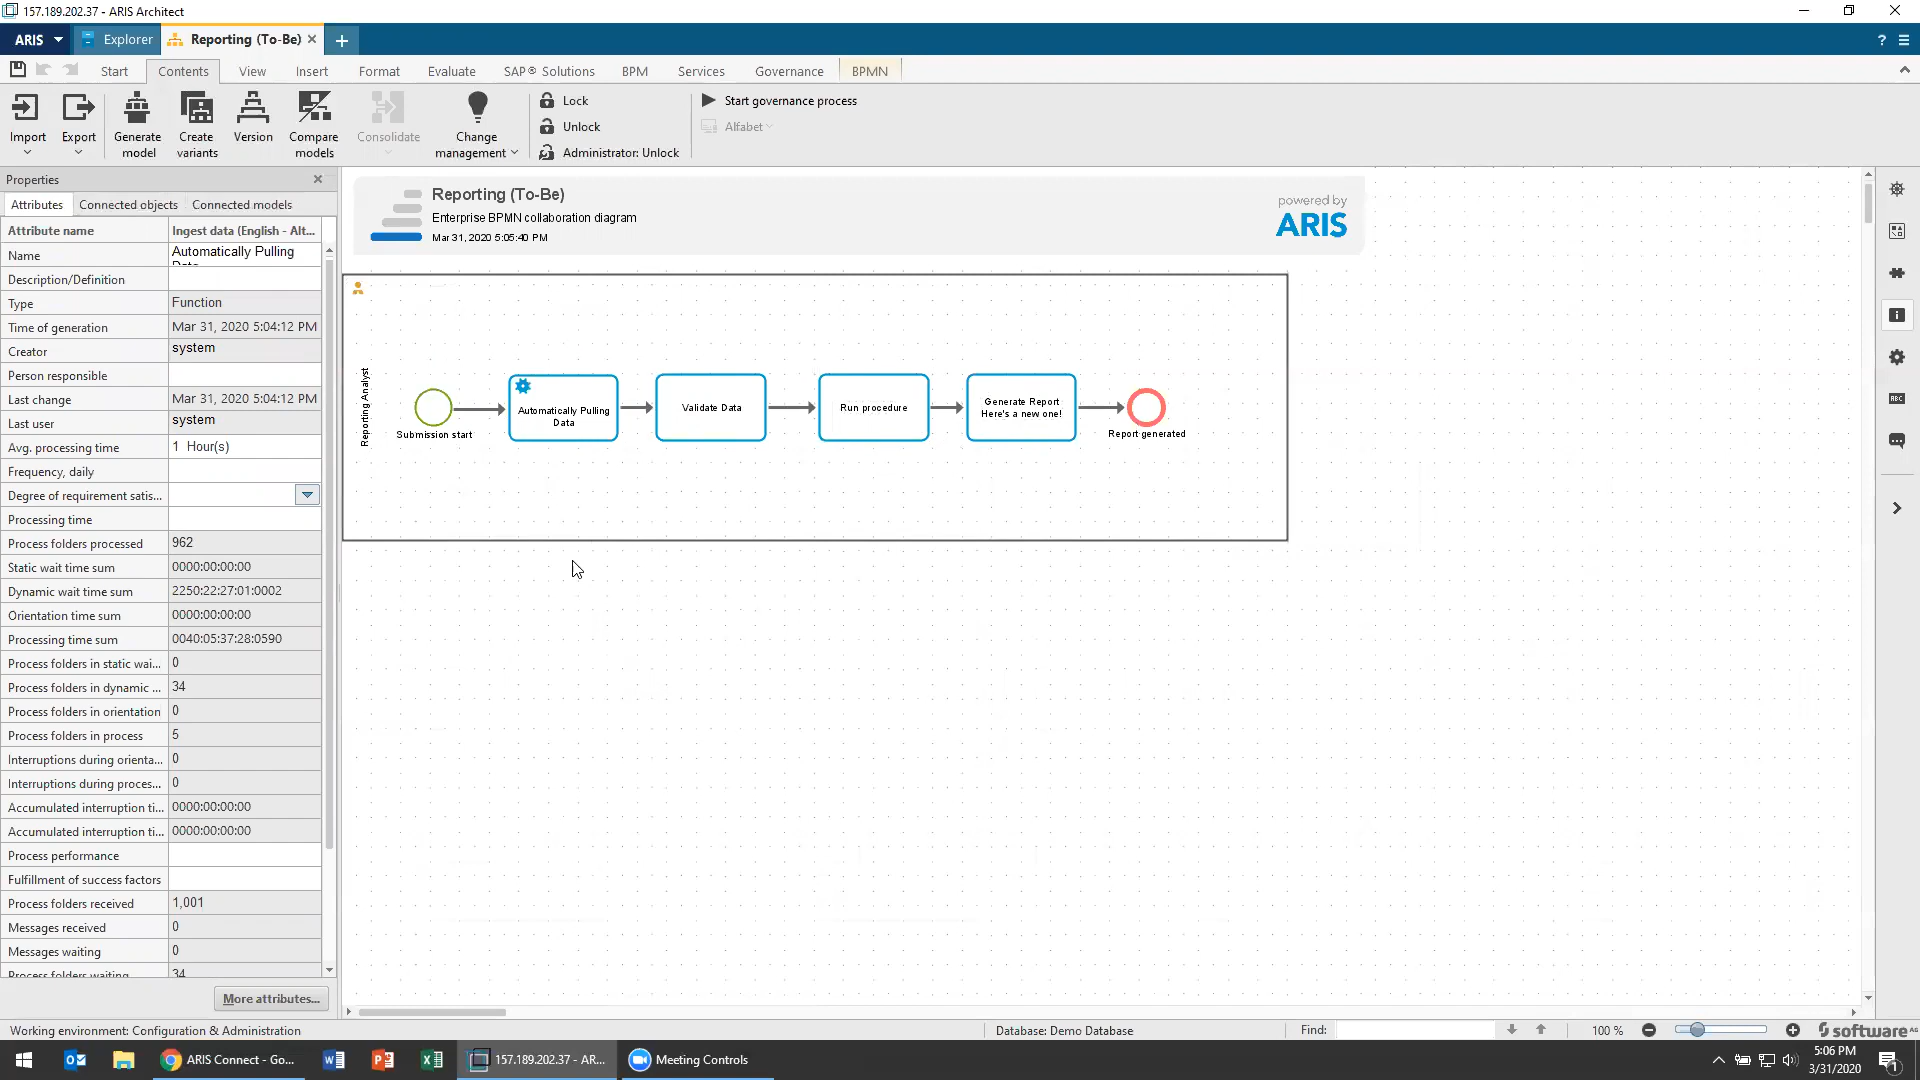 157.189.202.37 - ARIS Architect
ARIS
Explorer
Reporting (To-Be)
Start
Contents
View
Insert
Format
Evaluate
SAP® Solutions
BPM
Services
Governance
BPMN
Import
Export
Generate model
Create variants
Version
Compare models
Consolidate
Change management
Lock
Unlock
Administrator: Unlock
Start governance process
Alfabet
Properties
Attributes
Connected objects
Connected models
Attribute name Ingest data (English - Alt...
Name Automatically Pulling
Description/Definition
Type Function
Time of generation Mar 31, 2020 5:04:12 PM
Creator system
Person responsible
Last change Mar 31, 2020 5:04:12 PM
Last user system
Avg. processing time 1 Hour(s)
Frequency, daily
Degree of requirement satis...
Processing time
Process folders processed 962
Static wait time sum 0000:00:00:00
Dynamic wait time sum 2250:22:27:01:0002
Orientation time sum 0000:00:00:00
Processing time sum 0040:05:37:28:0590
Process folders in static wai... 0
Process folders in dynamic ... 34
Process folders in orientation 0
Process folders in process 5
Interruptions during orienta... 0
Interruptions during proces... 0
Accumulated interruption ti... 0000:00:00:00
Accumulated interruption ti... 0000:00:00:00
Process performance
Fulfillment of success factors
Process folders received 1,001
Messages received 0
Messages waiting 0
Process folders waiting 34
More attributes...
Reporting (To-Be)
Enterprise BPMN collaboration diagram
Mar 31, 2020 5:05:40 PM
powered by
ARIS
Reporting Analyst
Submission start
Automatically Pulling
Data
Validate Data
Run procedure
Generate Report
Here's a new one!
Report generated
ABC
Working environment: Configuration & Administration
Database: Demo Database
Find:
100 %
software AG
ARIS Connect - Go...
157.189.202.37 - AR...
Meeting Controls
5:06 PM
3/31/2020
1